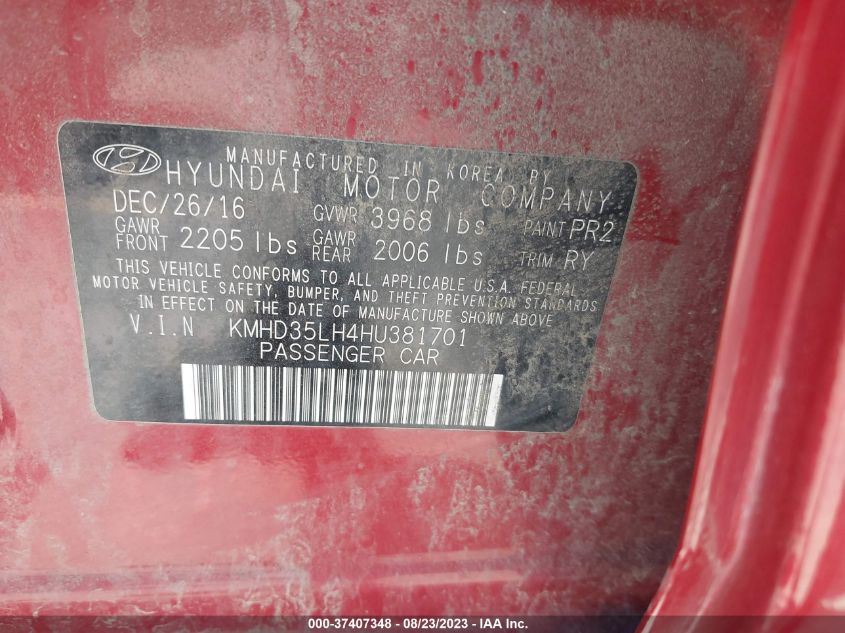 MANUFACTURED IN KOREA BY
HYUNDAI MOTOR COMPANY
DEC/26/16 GVWR 3968 lbs PAINT PR2
GAWR FRONT 2205 lbs GAWR REAR 2006 lbs TRIM RY
THIS VEHICLE CONFORMS TO ALL APPLICABLE U.S.A. FEDERAL
MOTOR VEHICLE SAFETY, BUMPER, AND THEFT PREVENTION STANDARDS
IN EFFECT ON THE DATE OF MANUFACTURE SHOWN ABOVE
V.I.N KMHD35LH4HU381701
PASSENGER CAR
000-37407348 - 08/23/2023 - IAA Inc.